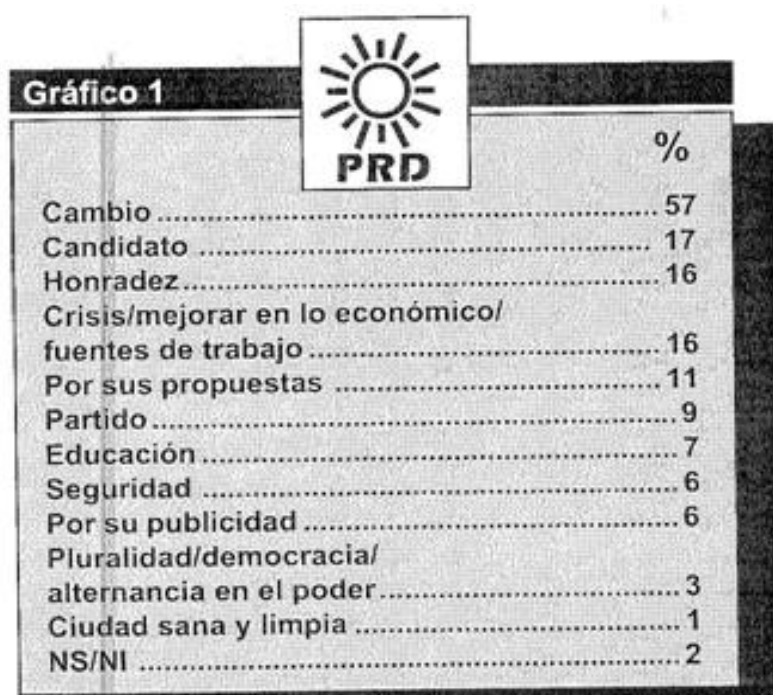 Gráfico 1
PRD
%
Cambio ........................................................ 57
Candidato .................................................... 17
Honradez...................................................... 16
Crisis/mejorar en lo económico/
fuentes de trabajo ........................................ 16
Por sus propuestas ...................................... 11
Partido ......................................................... 9
Educación .................................................... 7
Seguridad .................................................... 6
Por su publicidad ......................................... 6
Pluralidad/democracia/
alternancia en el poder................................. 3
Ciudad sana y limpia .................................... 1
NS/NI ........................................................... 2